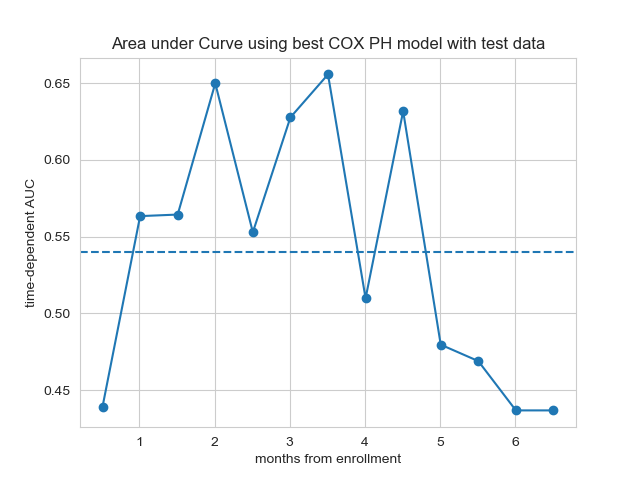 Area under Curve using best COX PH model with test data
time-dependent AUC
0.65
0.60
0.55
0.50
0.45
1 2 3 4 5 6
months from enrollment